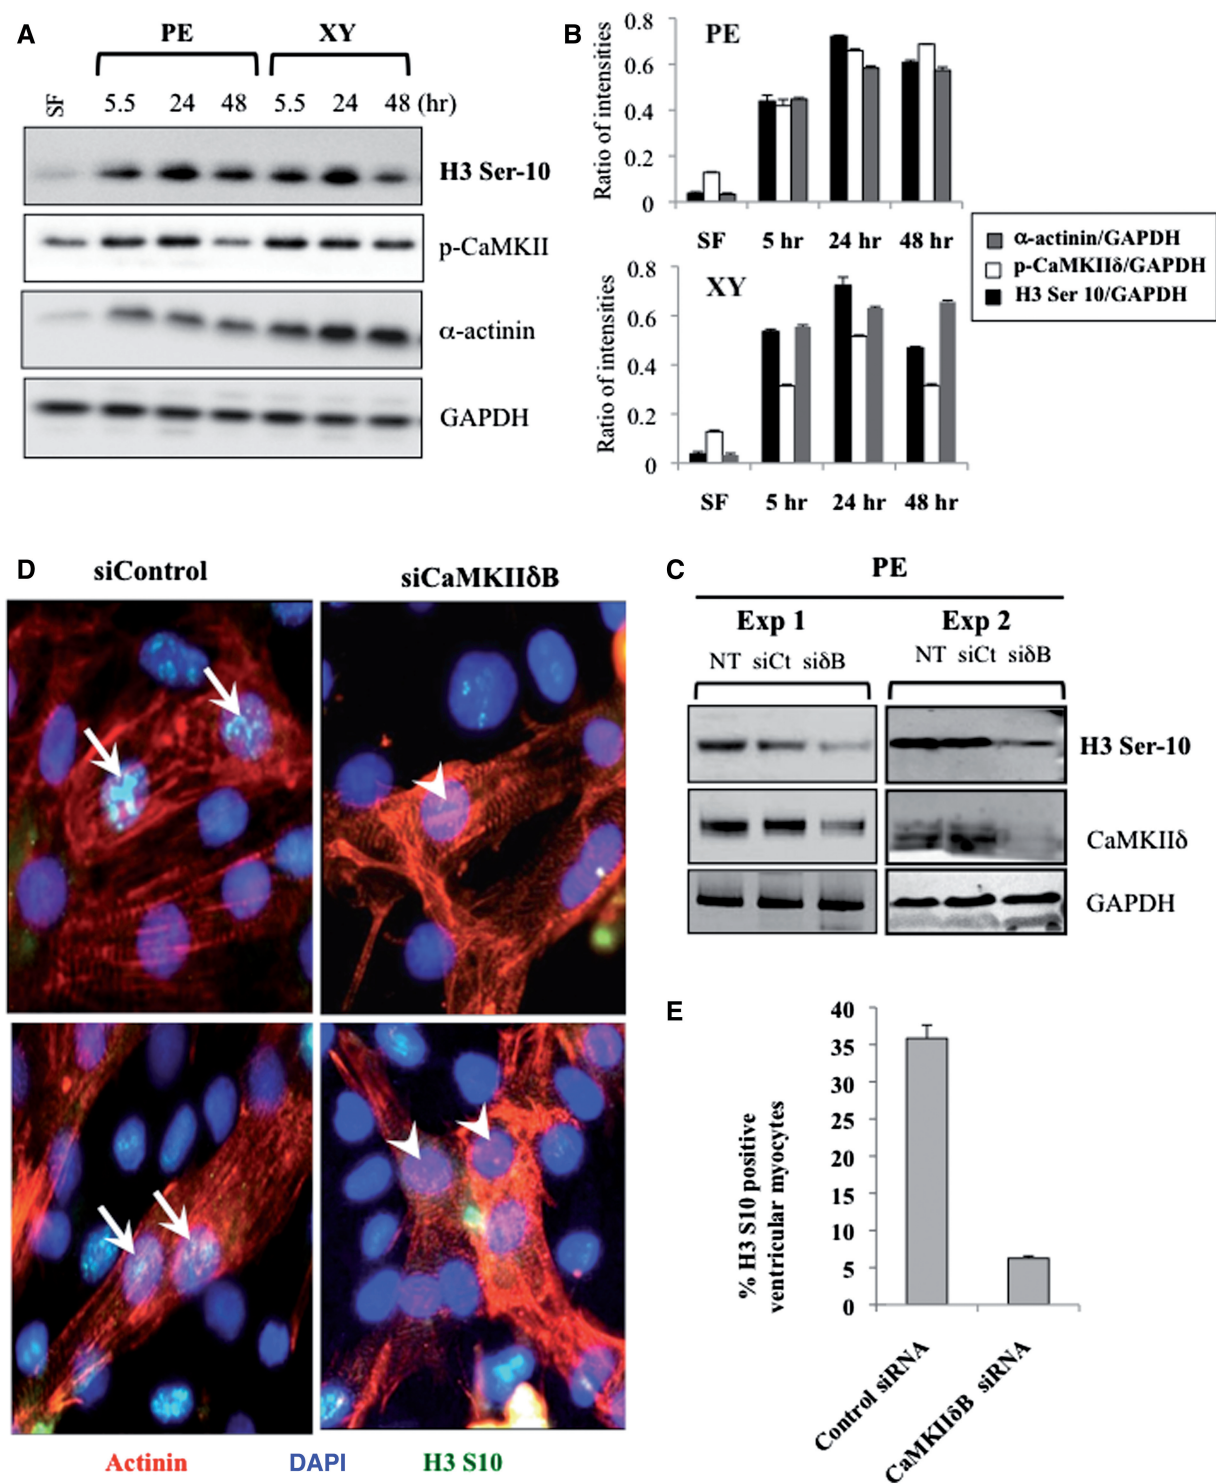 A
PE XY
SF 5.5 24 48 5.5 24 48 (hr)
H3 Ser-10
p-CaMKII
α-actinin
GAPDH
B
Ratio of intensities
0.8
0.6
0.4
0.2
0
PE
SF 5 hr 24 hr 48 hr
Ratio of intensities
0.8
0.6
0.4
0.2
0
XY
SF 5 hr 24 hr 48 hr
α-actinin/GAPDH
p-CaMKIIδ/GAPDH
H3 Ser 10/GAPDH
D
siControl siCaMKIIδB
Actinin DAPI H3 S10
C
PE
Exp 1 Exp 2
NT siCt siδB NT siCt siδB
H3 Ser-10
CaMKIIδ
GAPDH
E
% H3 S10 positive
ventricular myocytes
40
35
30
25
20
15
10
5
0
Control siRNA
CaMKIIδB siRNA